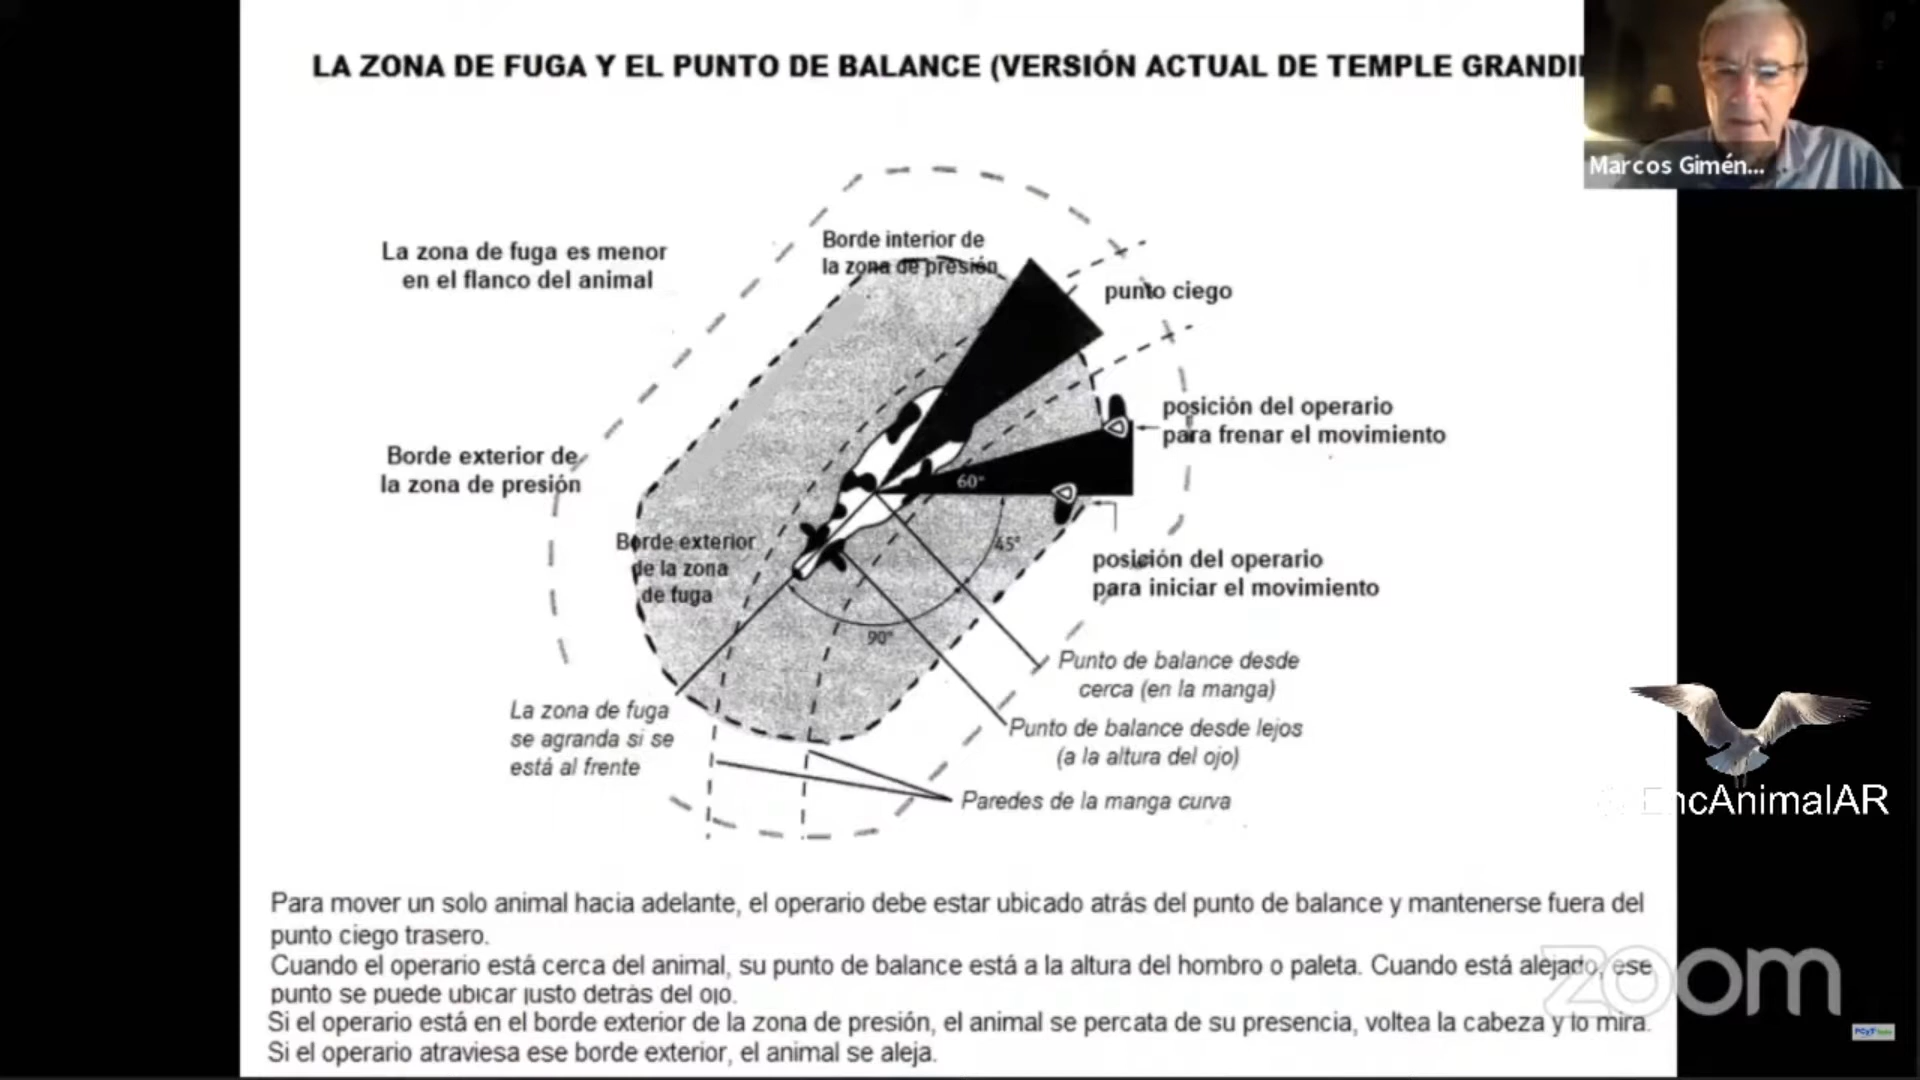 LA ZONA DE FUGA Y EL PUNTO DE BALANCE (VERSIÓN ACTUAL DE TEMPLE GRANDI
Marcos Gimén...
La zona de fuga es menor
en el flanco del animal
Borde interior de
la zona de presión
punto ciego
posición del operario
para frenar el movimiento
Borde exterior de
la zona de presión
60°
45°
90°
Borde exterior
de la zona
de fuga
posición del operario
para iniciar el movimiento
Punto de balance desde
cerca (en la manga)
Punto de balance desde lejos
(a la altura del ojo)
La zona de fuga
se agranda si se
está al frente
Paredes de la manga curva
EncAnimalAR
Para mover un solo animal hacia adelante, el operario debe estar ubicado atrás del punto de balance y mantenerse fuera del
punto ciego trasero.
Cuando el operario está cerca del animal, su punto de balance está a la altura del hombro o paleta. Cuando está alejado, ese
punto se puede ubicar justo detrás del ojo.
Si el operario está en el borde exterior de la zona de presión, el animal se percata de su presencia, voltea la cabeza y lo mira.
Si el operario atraviesa ese borde exterior, el animal se aleja.
zoom